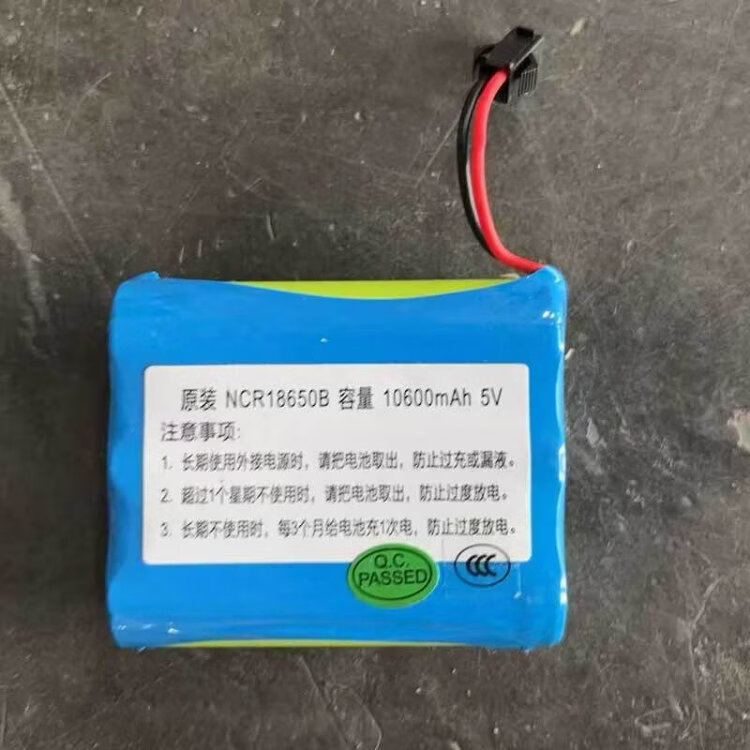 原装 NCR18650B 容量 10600mAh 5V
注意事项:
1. 长期使用外接电源时，请把电池取出，防止过充或漏液。
2. 超过1个星期不使用时，请把电池取出，防止过度放电。
3. 长期不使用时，每3个月给电池充1次电，防止过度放电。
Q.C.
PASSED
CCC